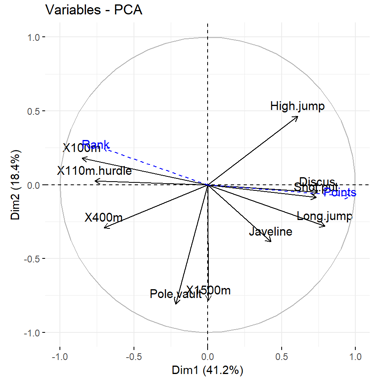 Variables - PCA
1.0
High.jump
0.5
Rank
X100m
X110m.hurdle
Discus
Shot.put
Points
0.0
X400m
Long.jump
Javeline
-0.5
X1500m
Pole.vault
-1.0
-1.0 -0.5 0.0 0.5 1.0
Dim1 (41.2%)
Dim2 (18.4%)